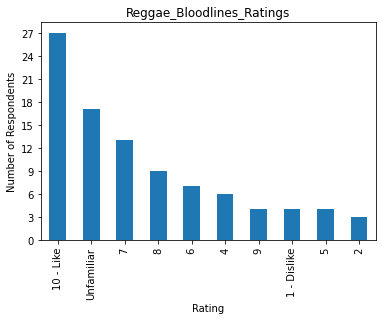 Reggae_Bloodlines_Ratings
Number of Respondents
27
24
21
18
15
12
9
6
3
0
10 - Like
Unfamiliar
7
8
6
4
9
1 - Dislike
5
2
Rating